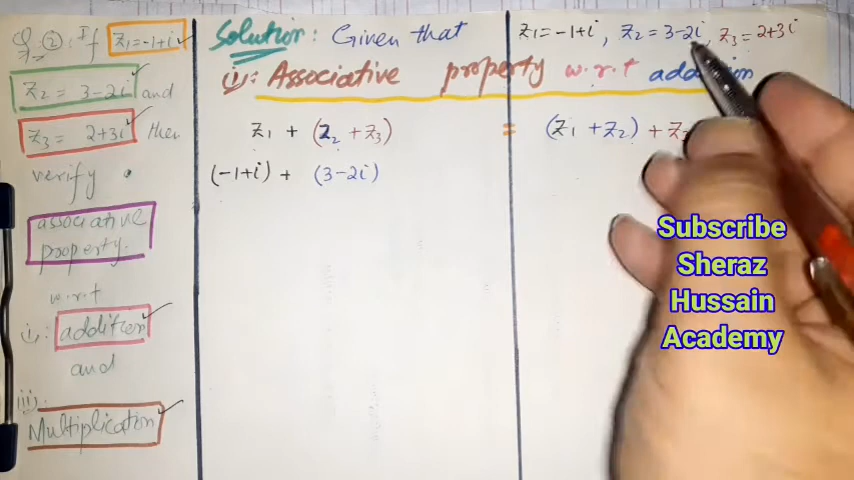 Q.②: If z₁=-1+i
z₂ = 3-2i and
z₃ = 2+3i then
verify
associative
property.
w.r.t
i,: addition
and
iii,
Multiplication
Solution: Given that z₁=-1+i, z₂=3-2i, z₃=2+3i
(i): Associative property w.r.t addition
z₁ + (z₂ + z₃) = (z₁ + z₂) + z₃
(-1+i) + (3-2i)
Subscribe
Sheraz
Hussain
Academy